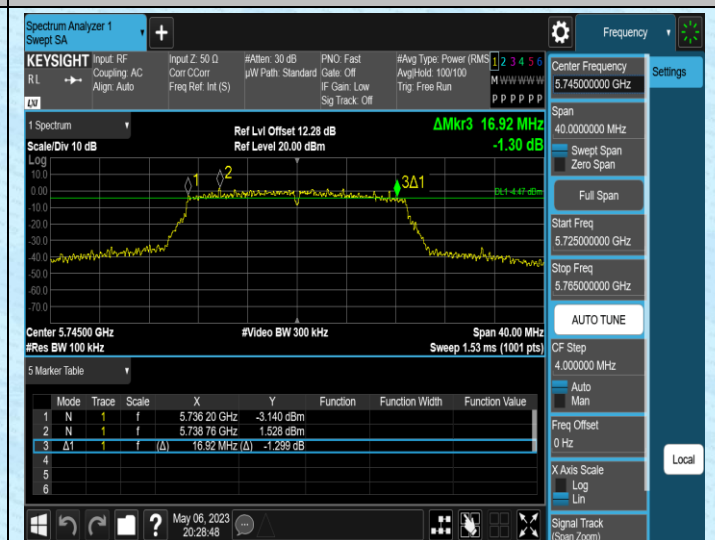 Spectrum Analyzer 1
Swept SA
+
Frequency
KEYSIGHT
RL
LXI
Input: RF
Coupling: AC
Align: Auto
Input Z: 50 Ω
Corr CCorr
Freq Ref: Int (S)
#Atten: 30 dB
µW Path: Standard
PNO: Fast
Gate: Off
IF Gain: Low
Sig Track: Off
#Avg Type: Power (RMS
Avg|Hold: 100/100
Trig: Free Run
1 2 3 4 5 6
M W W W W W
P P P P P P
1 Spectrum
Scale/Div 10 dB
Ref Lvl Offset 12.28 dB
Ref Level 20.00 dBm
ΔMkr3 16.92 MHz
-1.30 dB
Log
10.0
0.00
-10.0
-20.0
-30.0
-40.0
-50.0
-60.0
-70.0
1
2
3Δ1
DL1 -4.47 dBm
Center 5.74500 GHz
#Res BW 100 kHz
#Video BW 300 kHz
Span 40.00 MHz
Sweep 1.53 ms (1001 pts)
5 Marker Table
Mode Trace Scale X Y Function Function Width Function Value
1 N 1 f 5.736 20 GHz -3.140 dBm
2 N 1 f 5.738 76 GHz 1.528 dBm
3 Δ1 1 f (Δ) 16.92 MHz (Δ) -1.299 dB
4
5
6
?
May 06, 2023
20:28:48
Center Frequency
5.745000000 GHz
Span
40.0000000 MHz
Swept Span
Zero Span
Full Span
Start Freq
5.725000000 GHz
Stop Freq
5.765000000 GHz
AUTO TUNE
CF Step
4.000000 MHz
Auto
Man
Freq Offset
0 Hz
X Axis Scale
Log
Lin
Signal Track
(Span Zoom)
Settings
Local